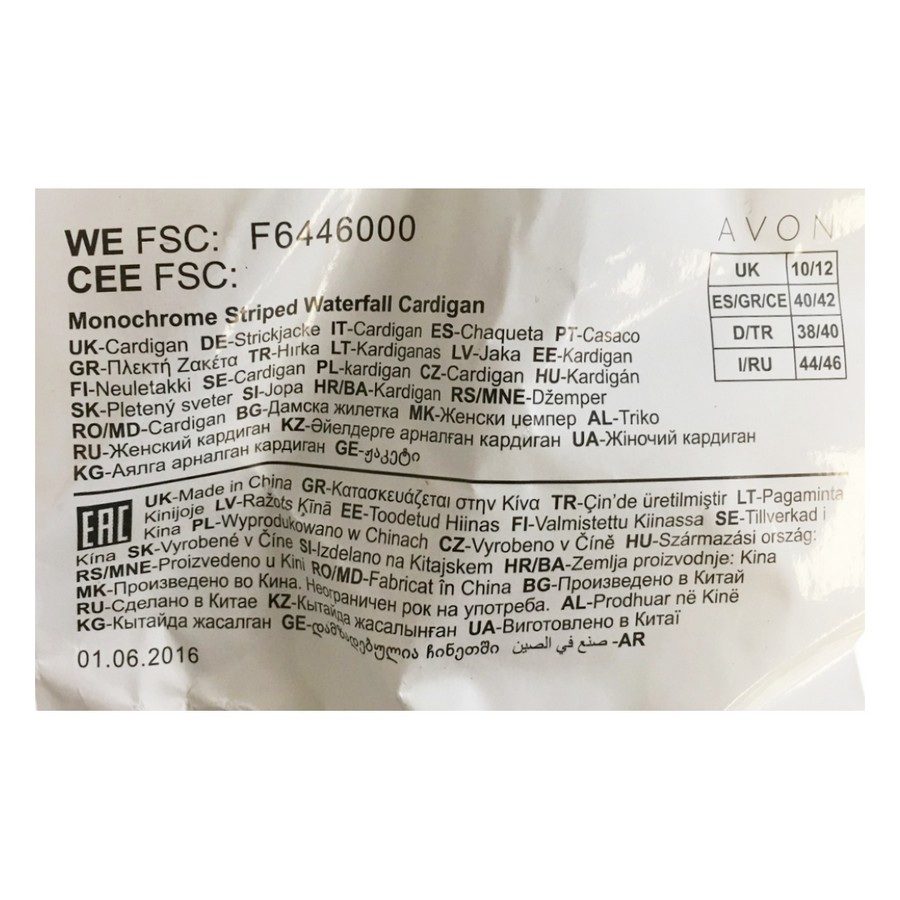 WE FSC: F6446000
CEE FSC:
AVON
UK 10/12
ES/GR/CE 40/42
D/TR 38/40
I/RU 44/46
Monochrome Striped Waterfall Cardigan
UK-Cardigan DE-Strickjacke IT-Cardigan ES-Chaqueta PT-Casaco
GR-Πλεκτή Ζακέτα TR-Hırka LT-Kardiganas LV-Jaka EE-Kardigan
FI-Neuletakki SE-Cardigan PL-kardigan CZ-Cardigan HU-Kardigán
SK-Pletený sveter SI-Jopa HR/BA-Kardigan RS/MNE-Džemper
RO/MD-Cardigan BG-Дамска жилетка MK-Женски џемпер AL-Triko
RU-Женский кардиган KZ-Әйелдерге арналған кардиган UA-Жіночий кардиган
KG-Аялга арналган кардиган GE-ჟაკეტი
EAC
UK-Made in China GR-Κατασκευάζεται στην Κίνα TR-Çin'de üretilmiştir LT-Pagaminta
Kinijoje LV-Ražots Ķīnā EE-Toodetud Hiinas FI-Valmistettu Kiinassa SE-Tillverkad i
Kina PL-Wyprodukowano w Chinach CZ-Vyrobeno v Číně HU-Származási ország:
Kína SK-Vyrobené v Číne SI-Izdelano na Kitajskem HR/BA-Zemlja proizvodnje: Kina
RS/MNE-Proizvedeno u Kini RO/MD-Fabricat în China BG-Произведено в Китай
MK-Произведено во Кина. Неограничен рок на употреба. AL-Prodhuar në Kinë
RU-Сделано в Китае KZ-Кытайда жасалынған UA-Виготовлено в Китаї
KG-Кытайда жасалган GE-დამზადებულია ჩინეთში صنع في الصين -AR
01.06.2016